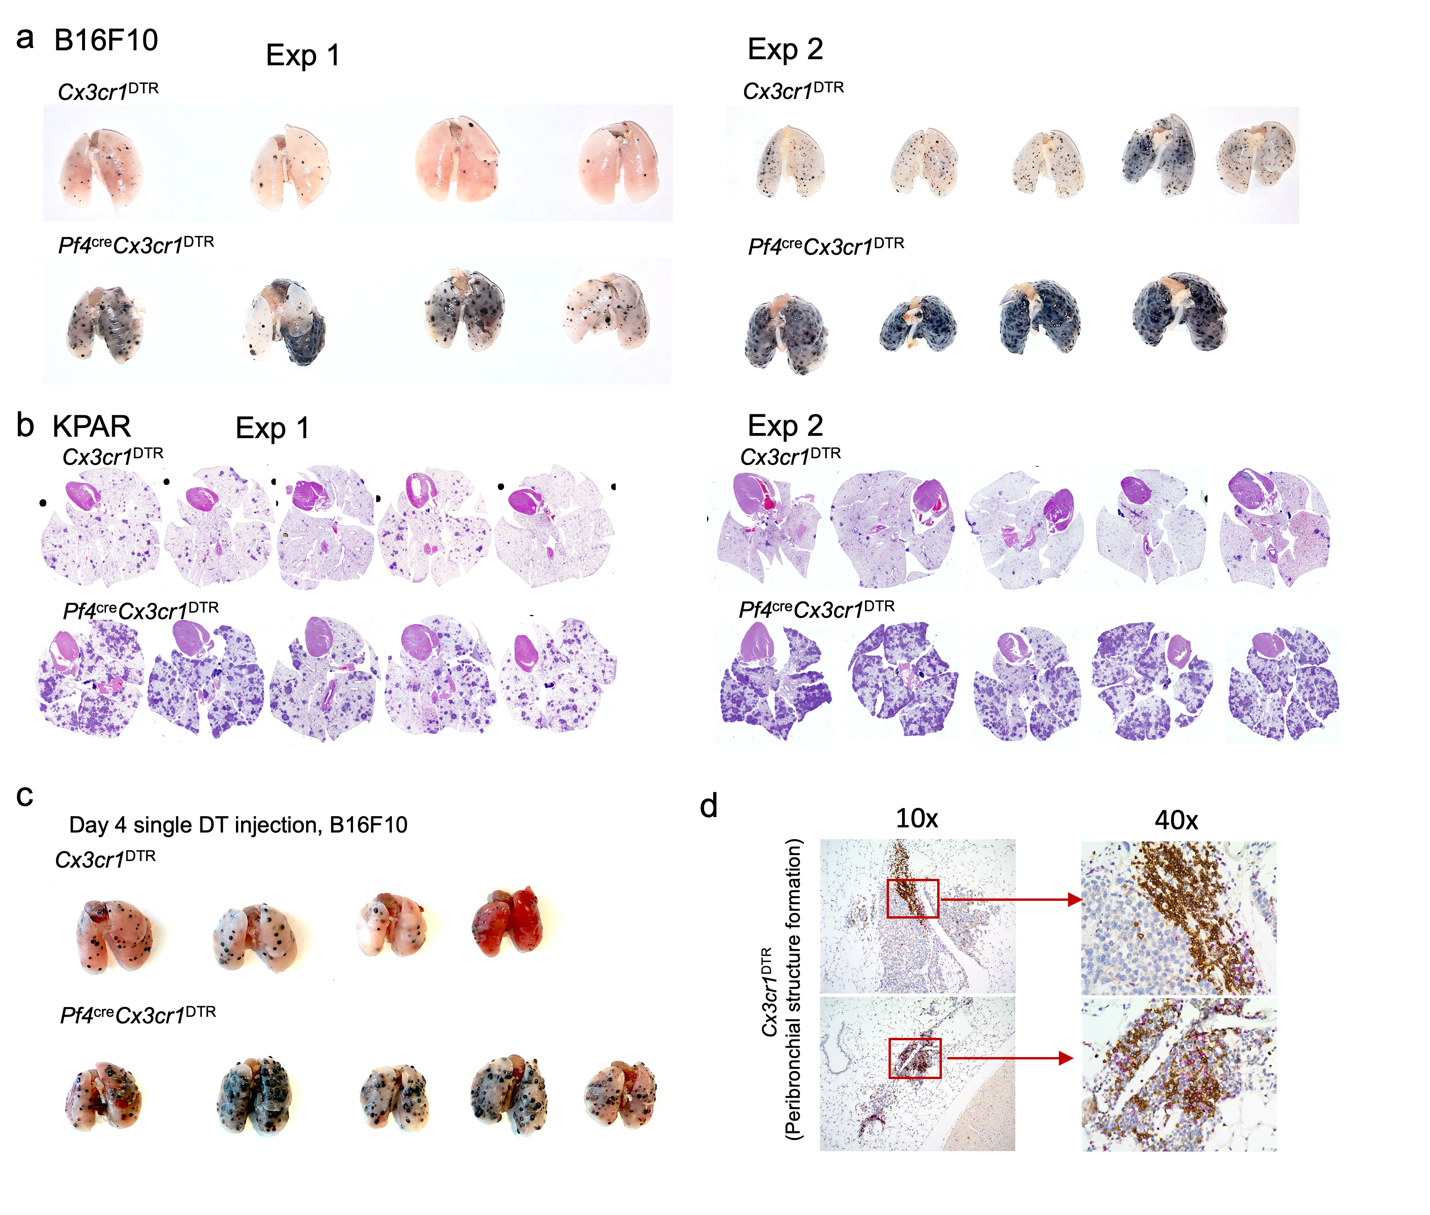 a B16F10
Exp 1
Exp 2
Cx3cr1DTR
Cx3cr1DTR
Pf4creCx3cr1DTR
Pf4creCx3cr1DTR
b KPAR
Exp 1
Exp 2
Cx3cr1DTR
Cx3cr1DTR
Pf4creCx3cr1DTR
Pf4creCx3cr1DTR
c
Day 4 single DT injection, B16F10
Cx3cr1DTR
Pf4creCx3cr1DTR
d
10x
40x
Cx3cr1DTR
(Peribronchial structure formation)